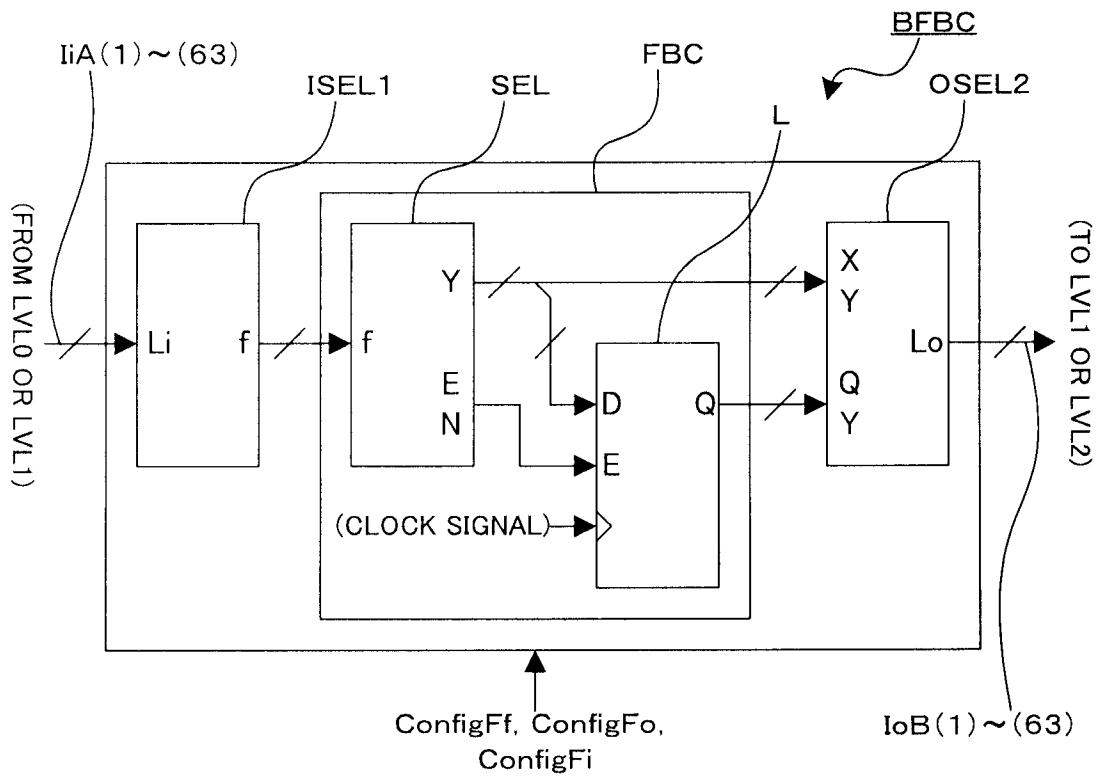 BFBC
IiA(1)~(63)
ISEL1
SEL
FBC
L
OSEL2
(FROM LVL0 OR LVL1)
Li
f
f
Y
E
N
D
E
Q
(CLOCK SIGNAL)
X
Y
Q
Y
Lo
(TO LVL1 OR LVL2)
ConfigFf, ConfigFo,
ConfigFi
IoB(1)~(63)